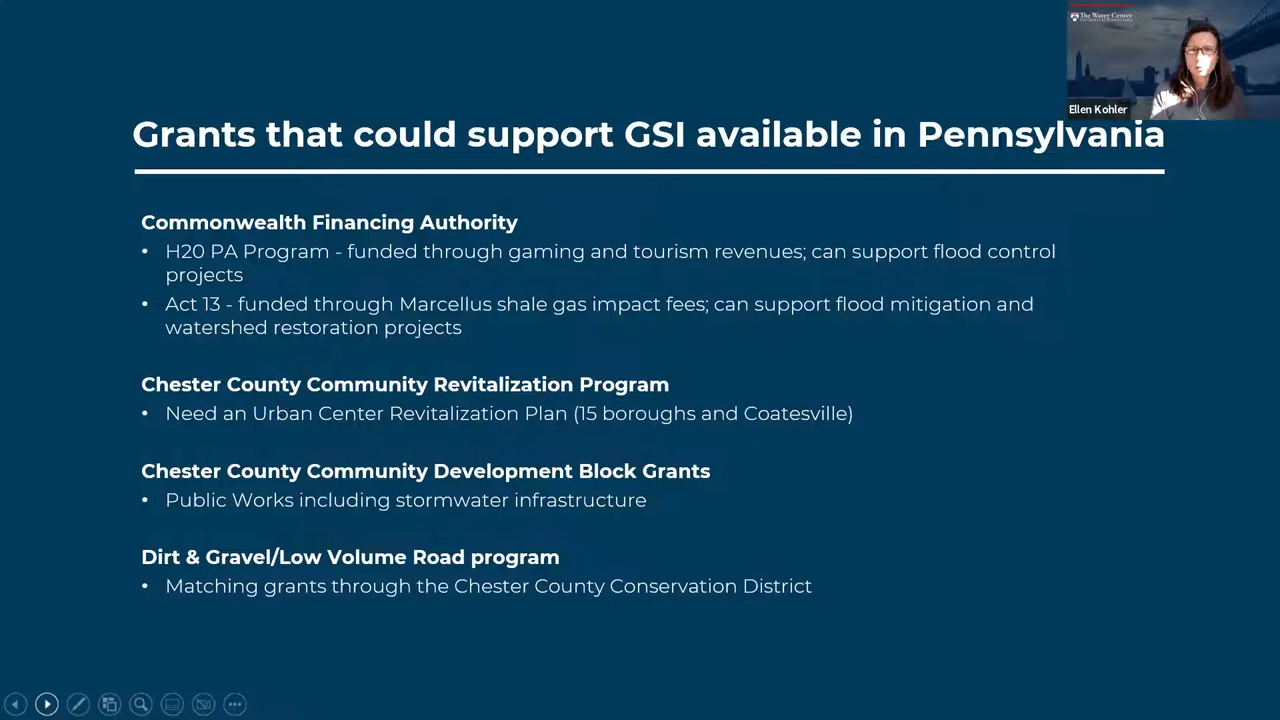 The Water Center
Ellen Kohler
Grants that could support GSI available in Pennsylvania
Commonwealth Financing Authority
• H20 PA Program - funded through gaming and tourism revenues; can support flood control
projects
• Act 13 - funded through Marcellus shale gas impact fees; can support flood mitigation and
watershed restoration projects
Chester County Community Revitalization Program
• Need an Urban Center Revitalization Plan (15 boroughs and Coatesville)
Chester County Community Development Block Grants
• Public Works including stormwater infrastructure
Dirt & Gravel/Low Volume Road program
• Matching grants through the Chester County Conservation District